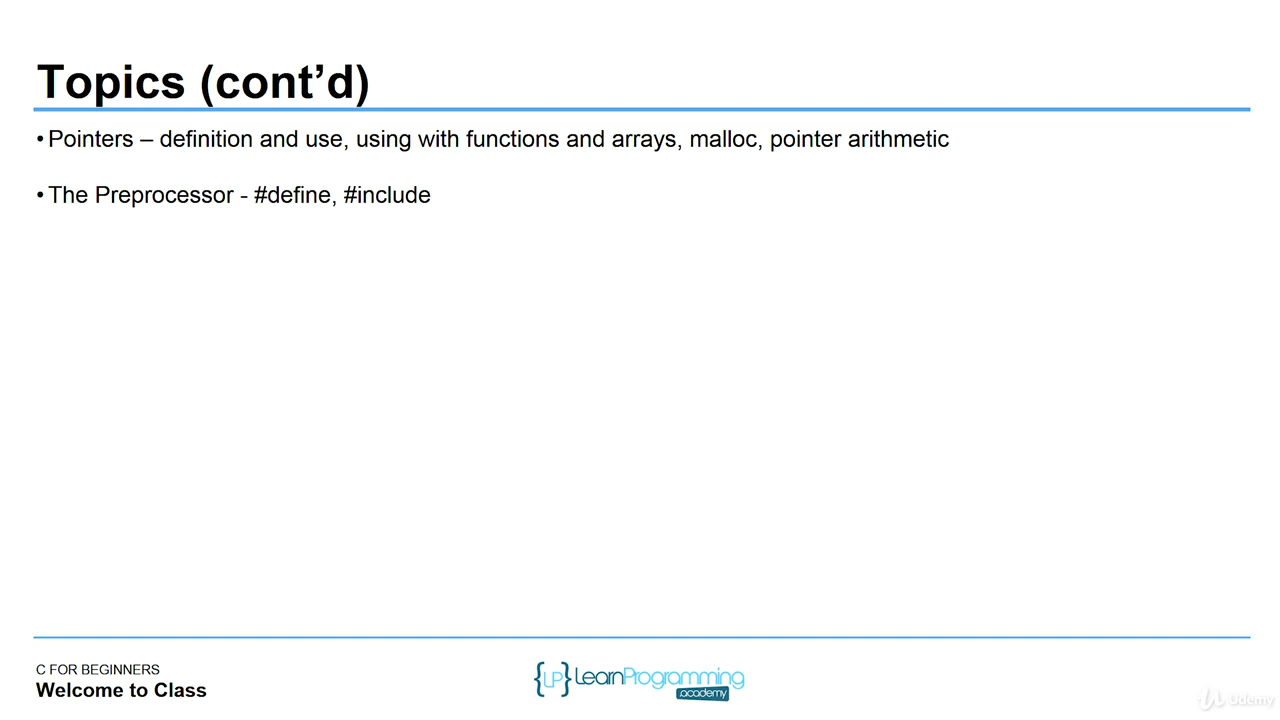 Topics (cont’d)
• Pointers – definition and use, using with functions and arrays, malloc, pointer arithmetic
• The Preprocessor - #define, #include
C FOR BEGINNERS
Welcome to Class
{LP} LearnProgramming
.academy
Udemy